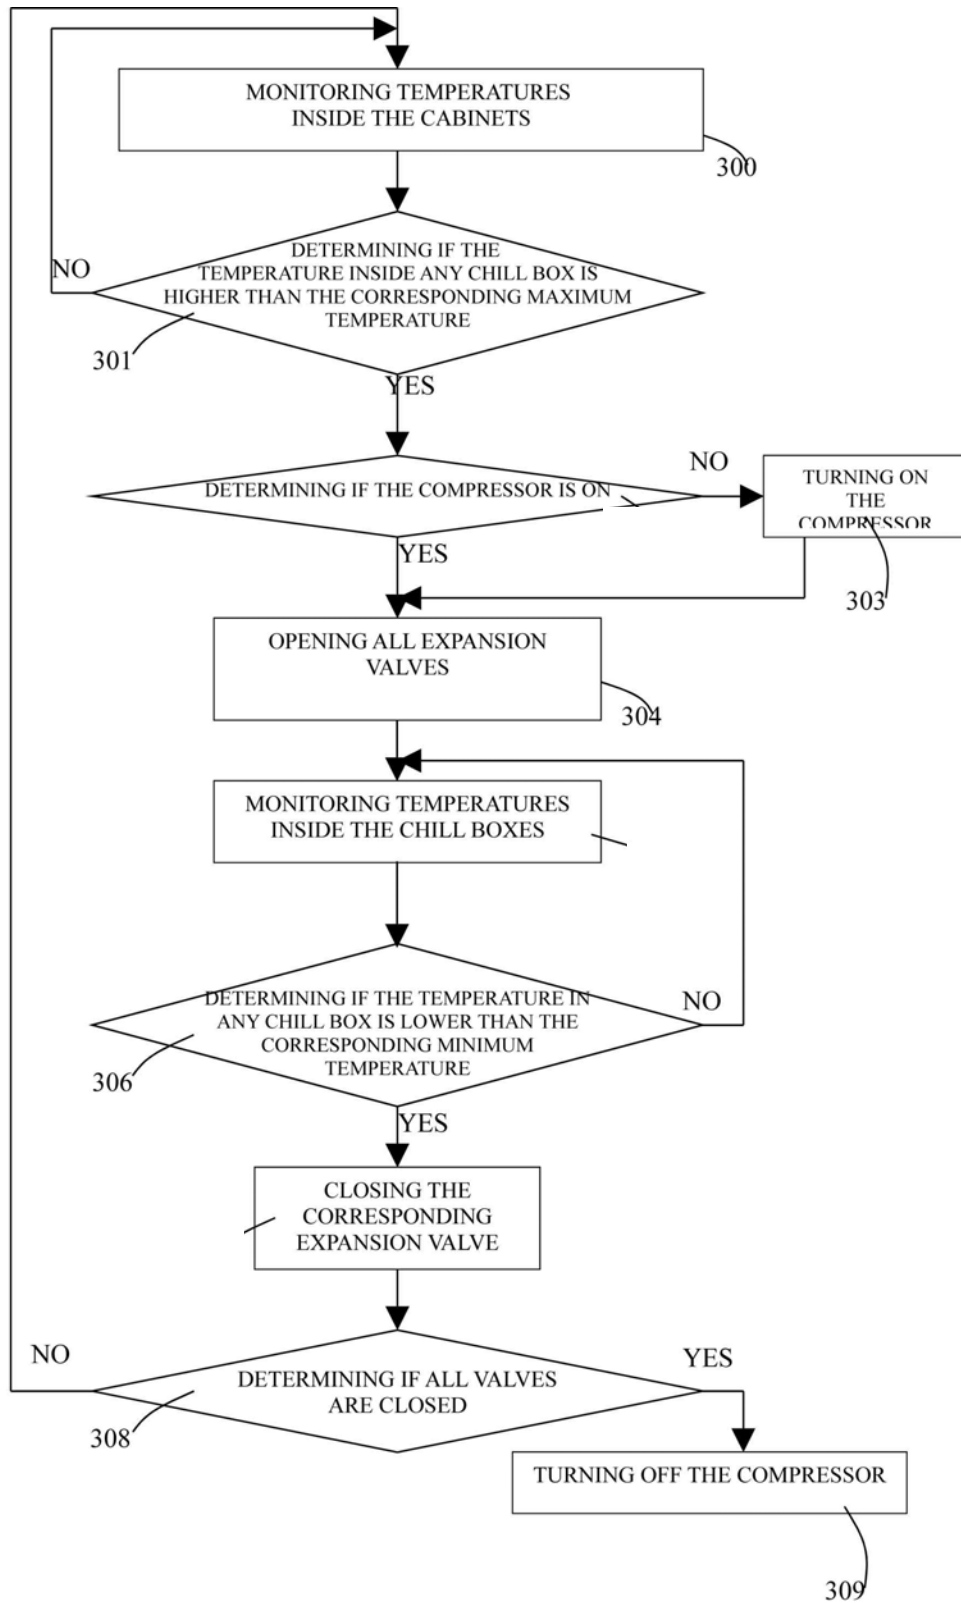 MONITORING TEMPERATURES
INSIDE THE CABINETS
300
DETERMINING IF THE
TEMPERATURE INSIDE ANY CHILL BOX IS
HIGHER THAN THE CORRESPONDING MAXIMUM
TEMPERATURE
NO
301
YES
DETERMINING IF THE COMPRESSOR IS ON
NO
TURNING ON
THE
COMPRESSOR
303
YES
OPENING ALL EXPANSION
VALVES
304
MONITORING TEMPERATURES
INSIDE THE CHILL BOXES
DETERMINING IF THE TEMPERATURE IN
ANY CHILL BOX IS LOWER THAN THE
CORRESPONDING MINIMUM
TEMPERATURE
NO
306
YES
CLOSING THE
CORRESPONDING
EXPANSION VALVE
NO
DETERMINING IF ALL VALVES
ARE CLOSED
YES
308
TURNING OFF THE COMPRESSOR
309